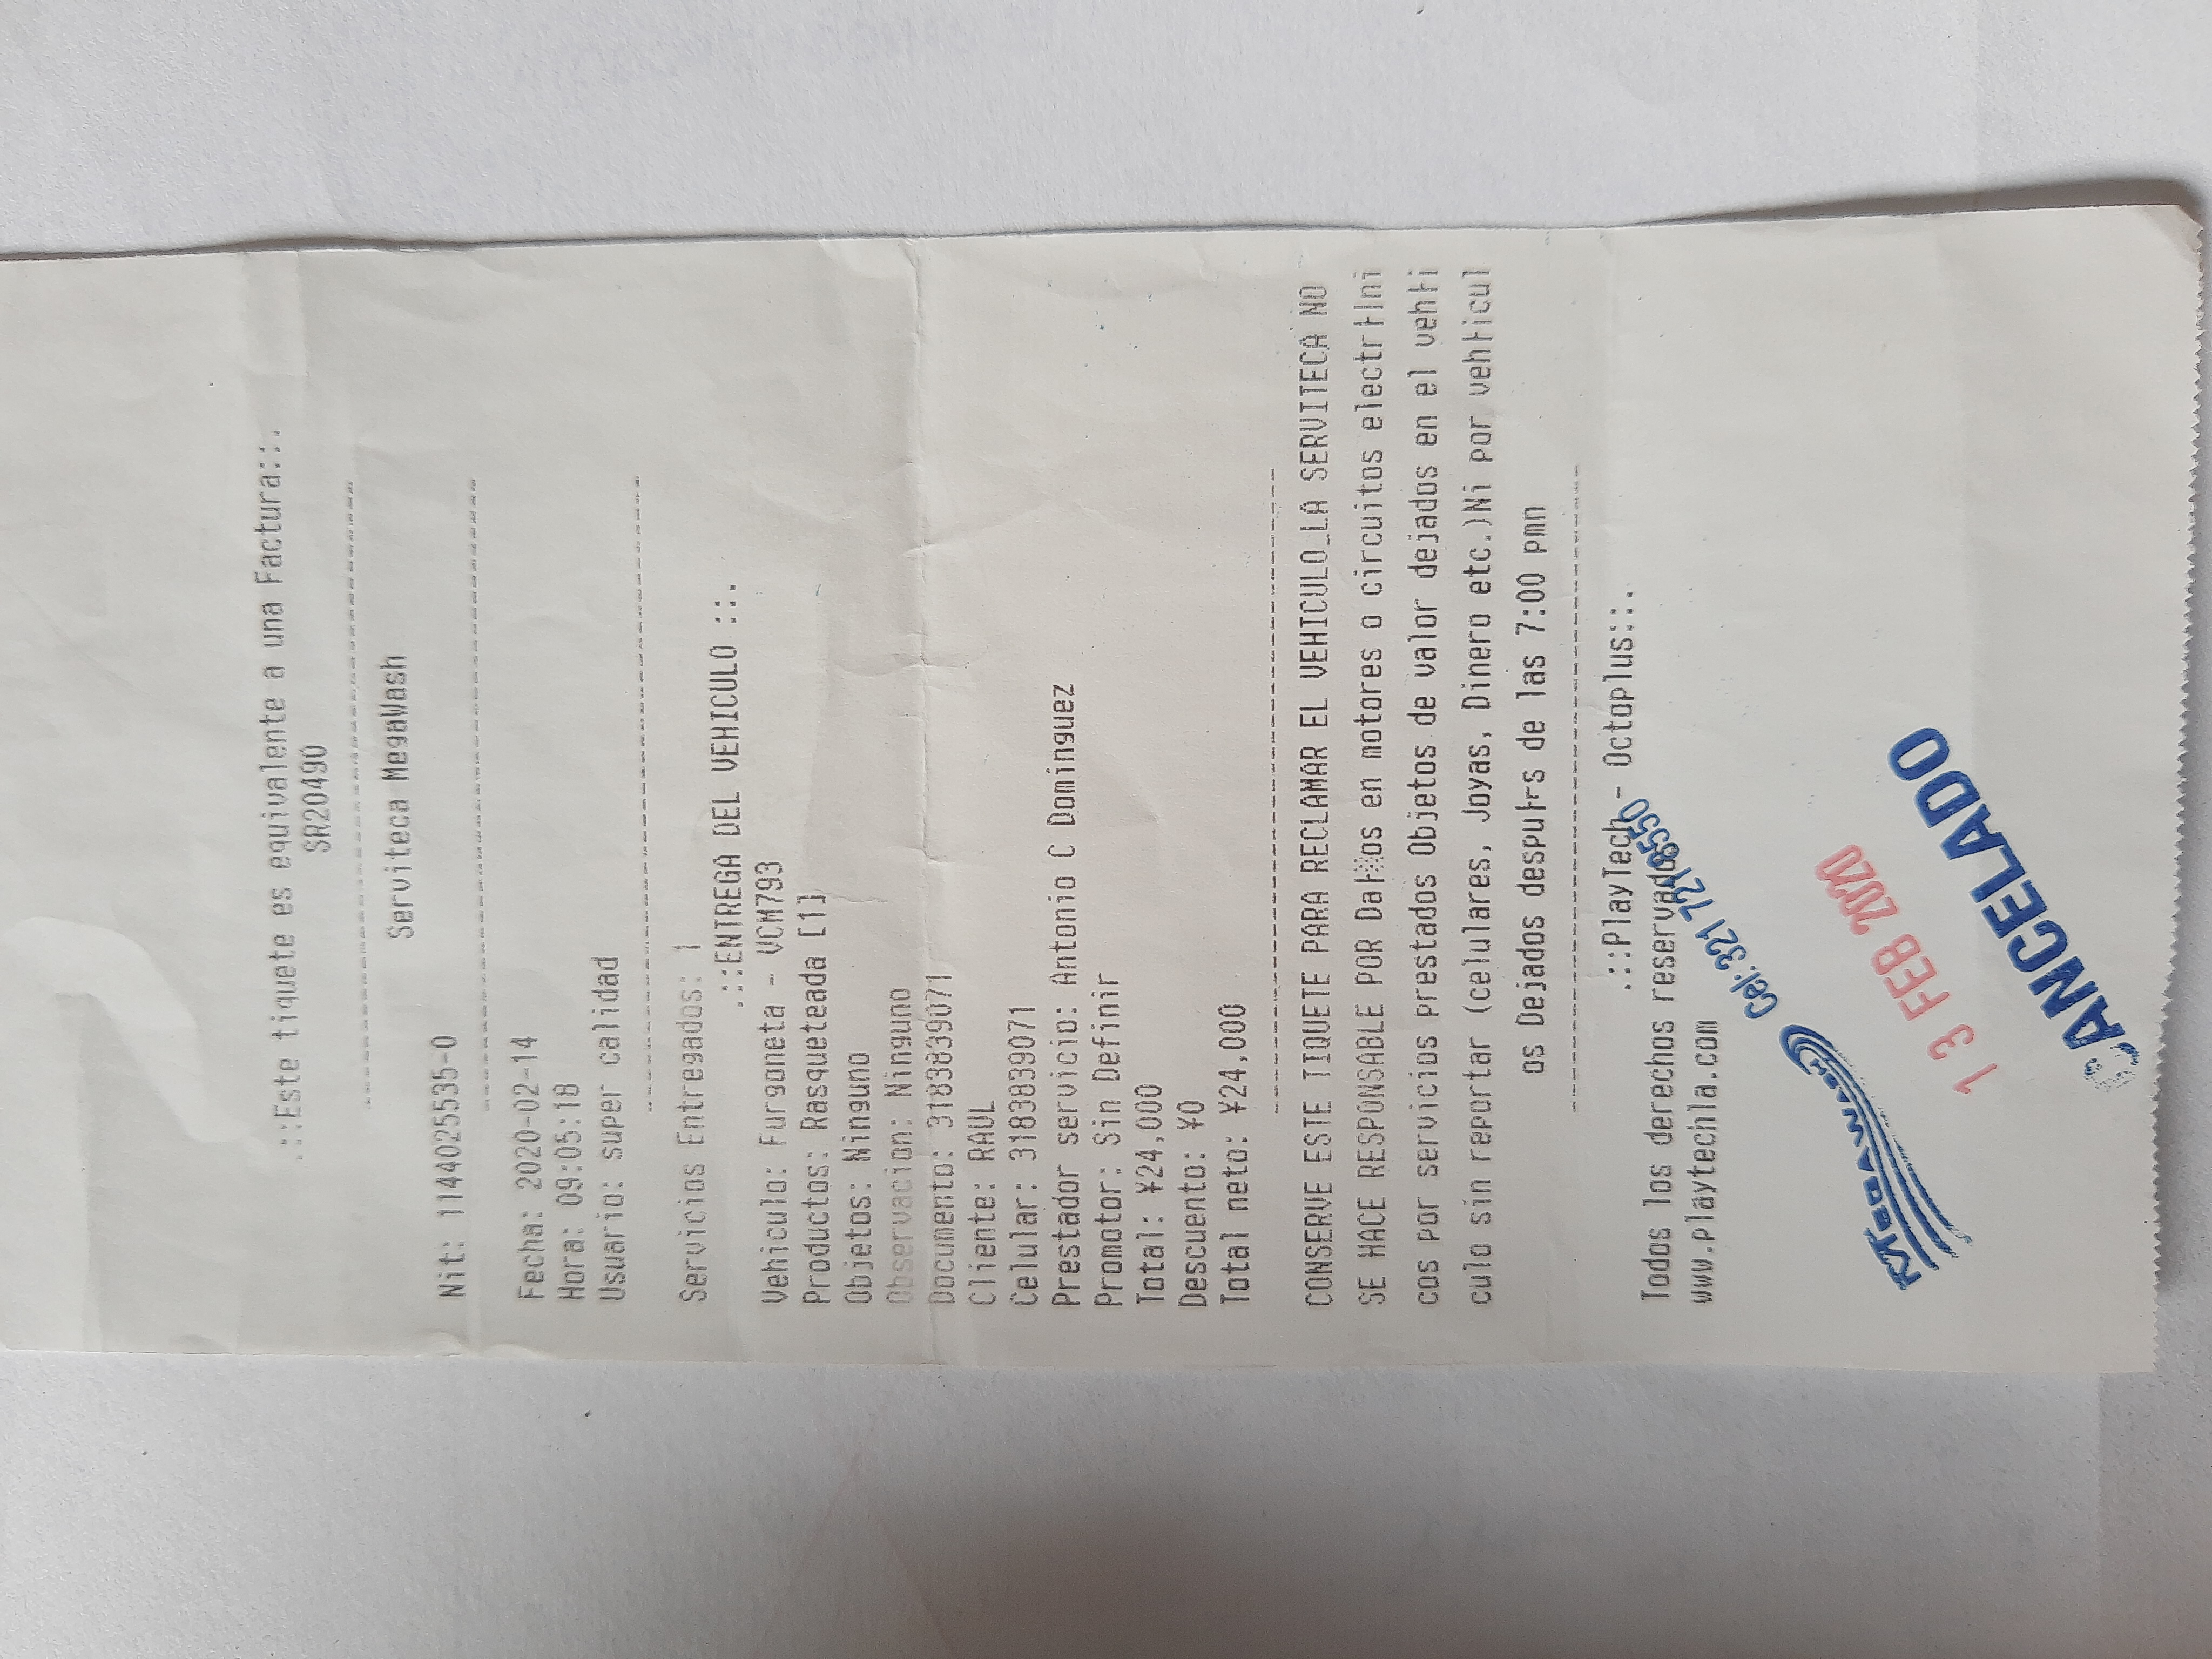 .::Este tiquete es equivalente a una Factura::.
SR20490
Serviteca MegaWash
Nit: 1144025535-0
Fecha: 2020-02-14
Hora: 09:05:18
Usuario: super calidad
Servicios Entregados: 1
.::ENTREGA DEL VEHICULO ::.
Vehiculo: Furgoneta - VCM793
Productos: Rasqueteada [1]
Objetos: Ninguno
Observacion: Ninguno
Documento: 3183839071
Cliente: RAUL
Celular: 3183839071
Prestador servicio: Antonio C Dominguez
Promotor: Sin Definir
Total: ¥24,000
Descuento: ¥0
Total neto: ¥24,000
CONSERVE ESTE TIQUETE PARA RECLAMAR EL VEHICULO_LA SERVITECA NO
SE HACE RESPONSABLE POR Da├▒os en motores o circuitos electr├ini
cos por servicios prestados Objetos de valor dejados en el veh├i
culo sin reportar (celulares, Joyas, Dinero etc.)Ni por veh├icul
os Dejados despu├s de las 7:00 pmn
.::PlayTech - Octoplus::.
Todos los derechos reservados
www.playtechla.com
MEGAWASH Cel: 321 721 8550
13 FEB 2020
CANCELADO